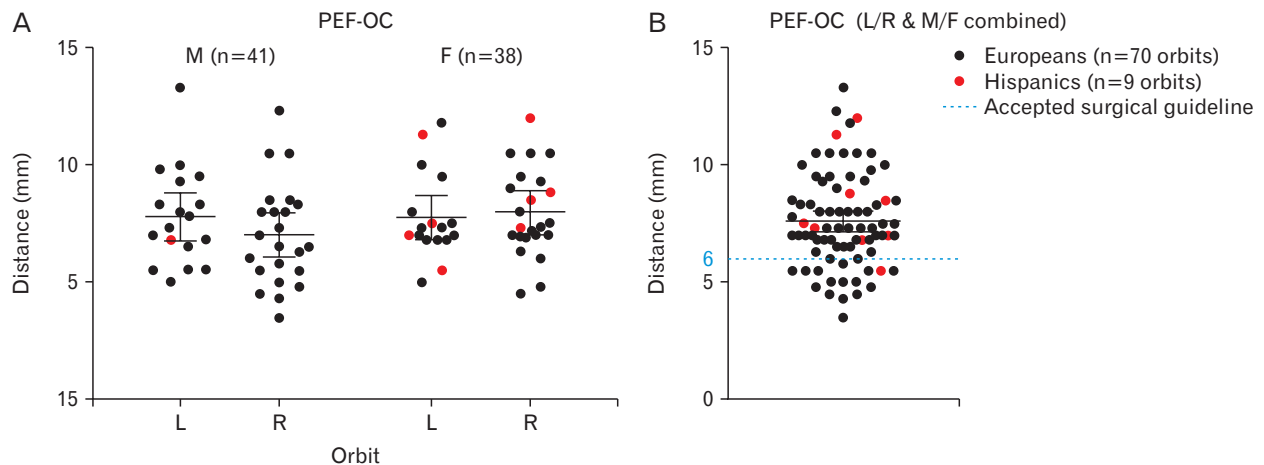 A
PEF-OC
M (n=41)
F (n=38)
Distance (mm)
15
10
5
15
L
R
L
R
Orbit
B
PEF-OC (L/R & M/F combined)
Europeans (n=70 orbits)
Hispanics (n=9 orbits)
Accepted surgical guideline
Distance (mm)
15
10
6
5
0